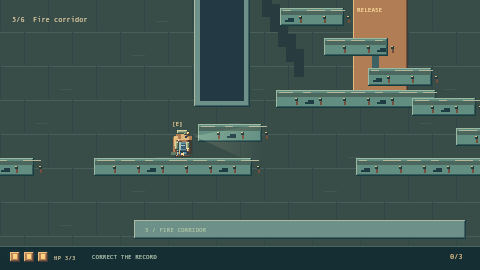 3/6 Fire corridor
RELEASE
[E]
3 / FIRE CORRIDOR
HP 3/3
CORRECT THE RECORD
0/3